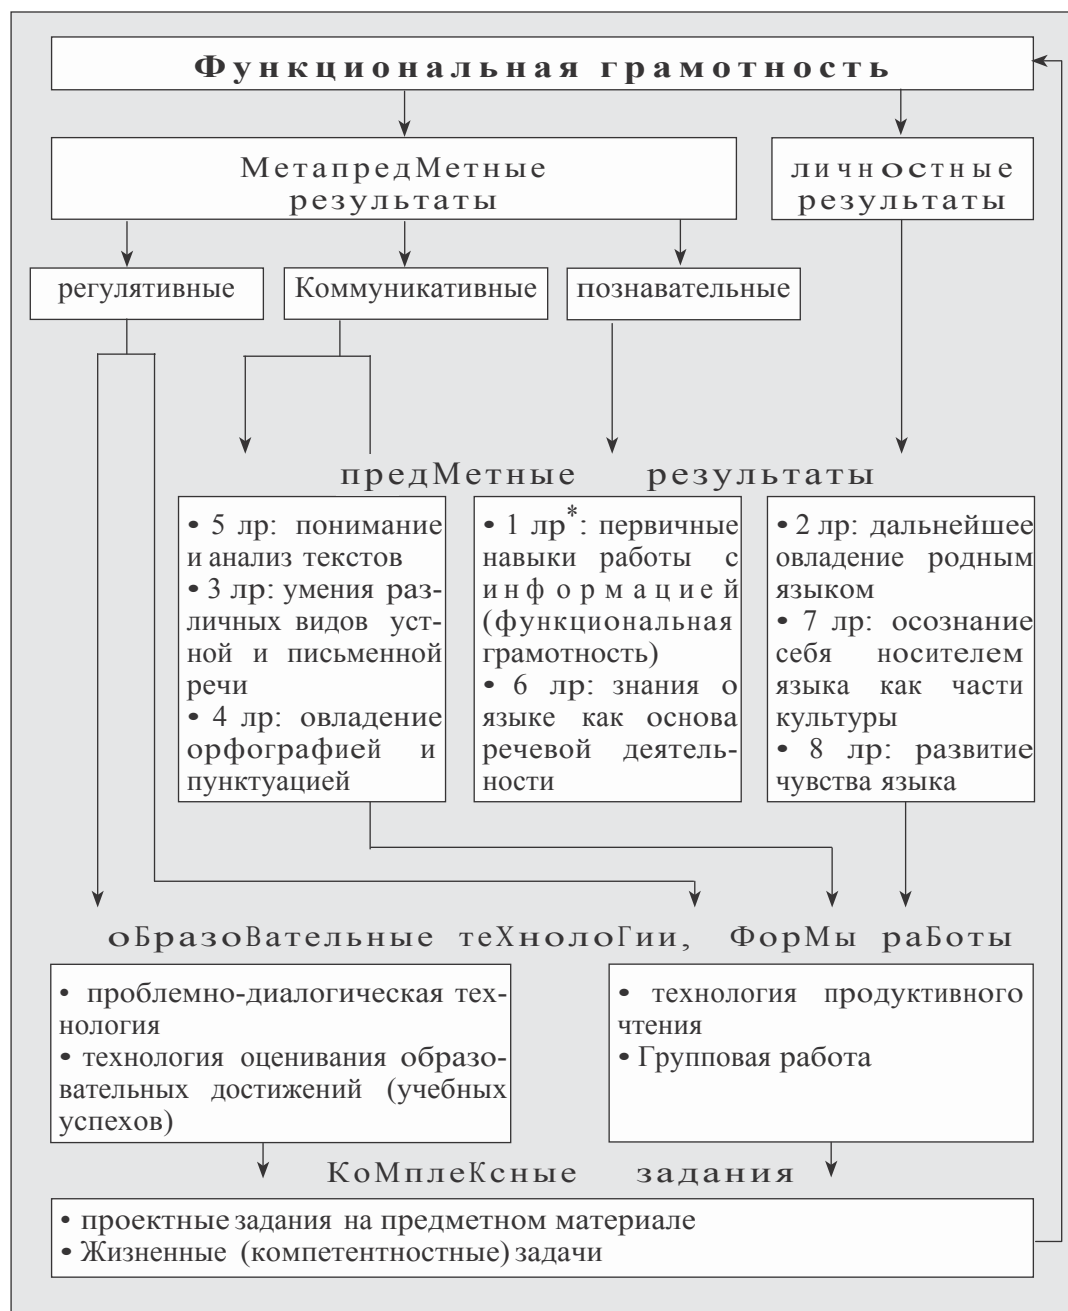 Функциональная грамотность
МетапредМетные
результаты
личностные
результаты
регулятивные
Коммуникативные
познавательные
предМетные результаты
• 5 лр: понимание
и анализ текстов
• 3 лр: умения раз-
личных видов уст-
ной и письменной
речи
• 4 лр: овладение
орфографией и
пунктуацией
• 1 лр*: первичные
навыки работы с
информацией
(функциональная
грамотность)
• 6 лр: знания о
языке как основа
речевой деятель-
ности
• 2 лр: дальнейшее
овладение родным
языком
• 7 лр: осознание
себя носителем
языка как части
культуры
• 8 лр: развитие
чувства языка
оБразоВательные теХнолоГии, ФорМы раБоты
• проблемно-диалогическая тех-
нология
• технология оценивания образо-
вательных достижений (учебных
успехов)
• технология продуктивного
чтения
• Групповая работа
КоМплеКсные задания
• проектные задания на предметном материале
• Жизненные (компетентностные) задачи